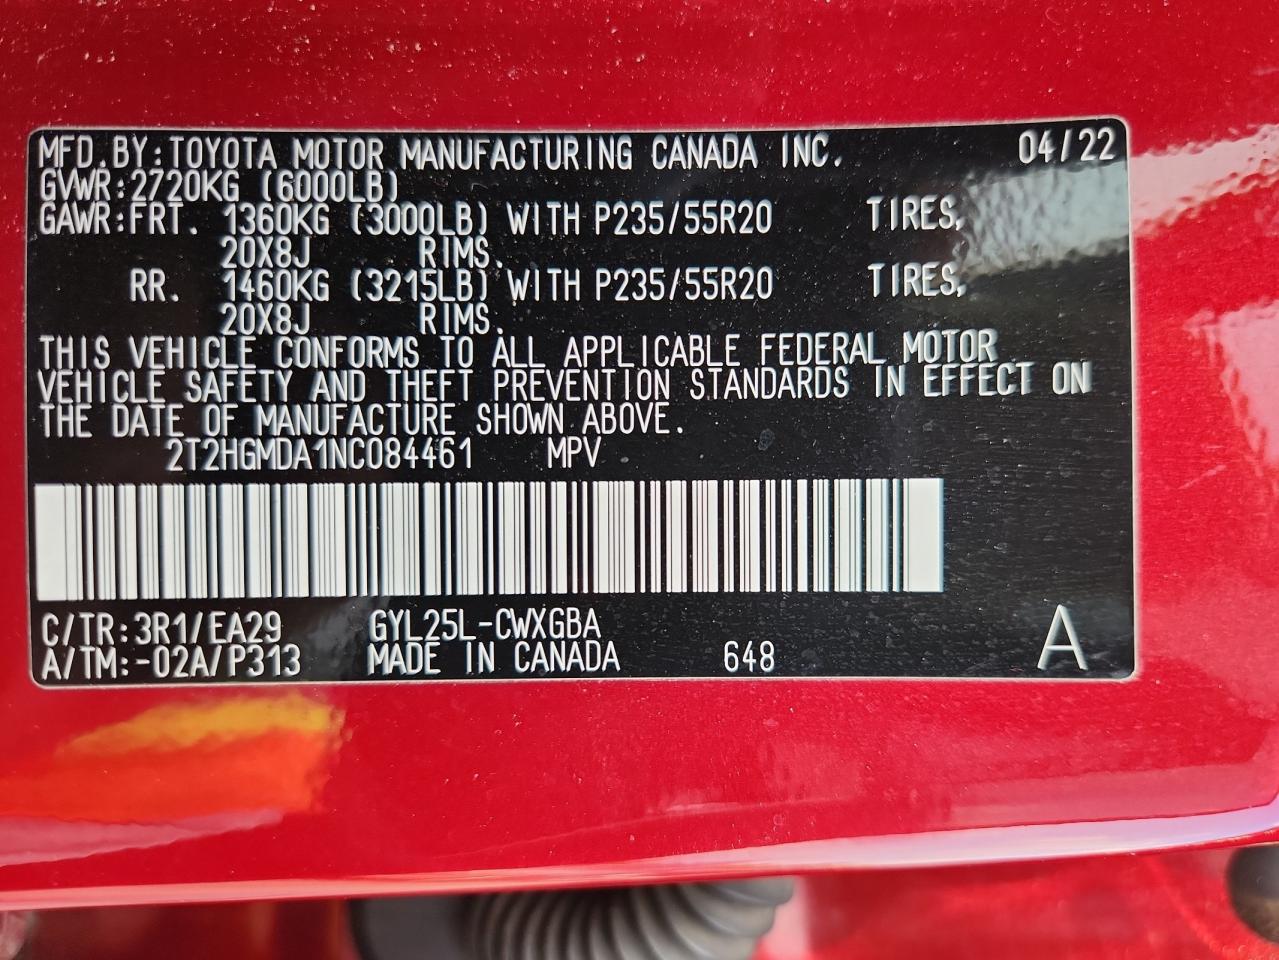 MFD.BY:TOYOTA MOTOR MANUFACTURING CANADA INC. 04/22
GVWR:2720KG (6000LB)
GAWR:FRT. 1360KG (3000LB) WITH P235/55R20 TIRES,
20X8J RIMS.
RR. 1460KG (3215LB) WITH P235/55R20 TIRES,
20X8J RIMS.
THIS VEHICLE CONFORMS TO ALL APPLICABLE FEDERAL MOTOR
VEHICLE SAFETY AND THEFT PREVENTION STANDARDS IN EFFECT ON
THE DATE OF MANUFACTURE SHOWN ABOVE.
2T2HGMDA1NC084461 MPV
C/TR:3R1/EA29 GYL25L-CWXGBA
A/TM:-02A/P313 MADE IN CANADA 648 A